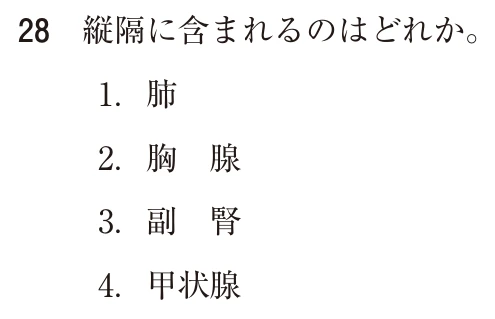 28 縦隔に含まれるのはどれか。
1. 肺
2. 胸 腺
3. 副 腎
4. 甲状腺